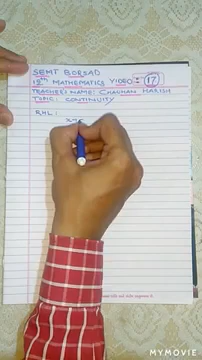 SEMT BORSAD
12th MATHEMATICS VIDEO : 17
TEACHER'S NAME: CHAUHAN HARISH
TOPIC: CONTINUITY
RHL :
MYMOVIE